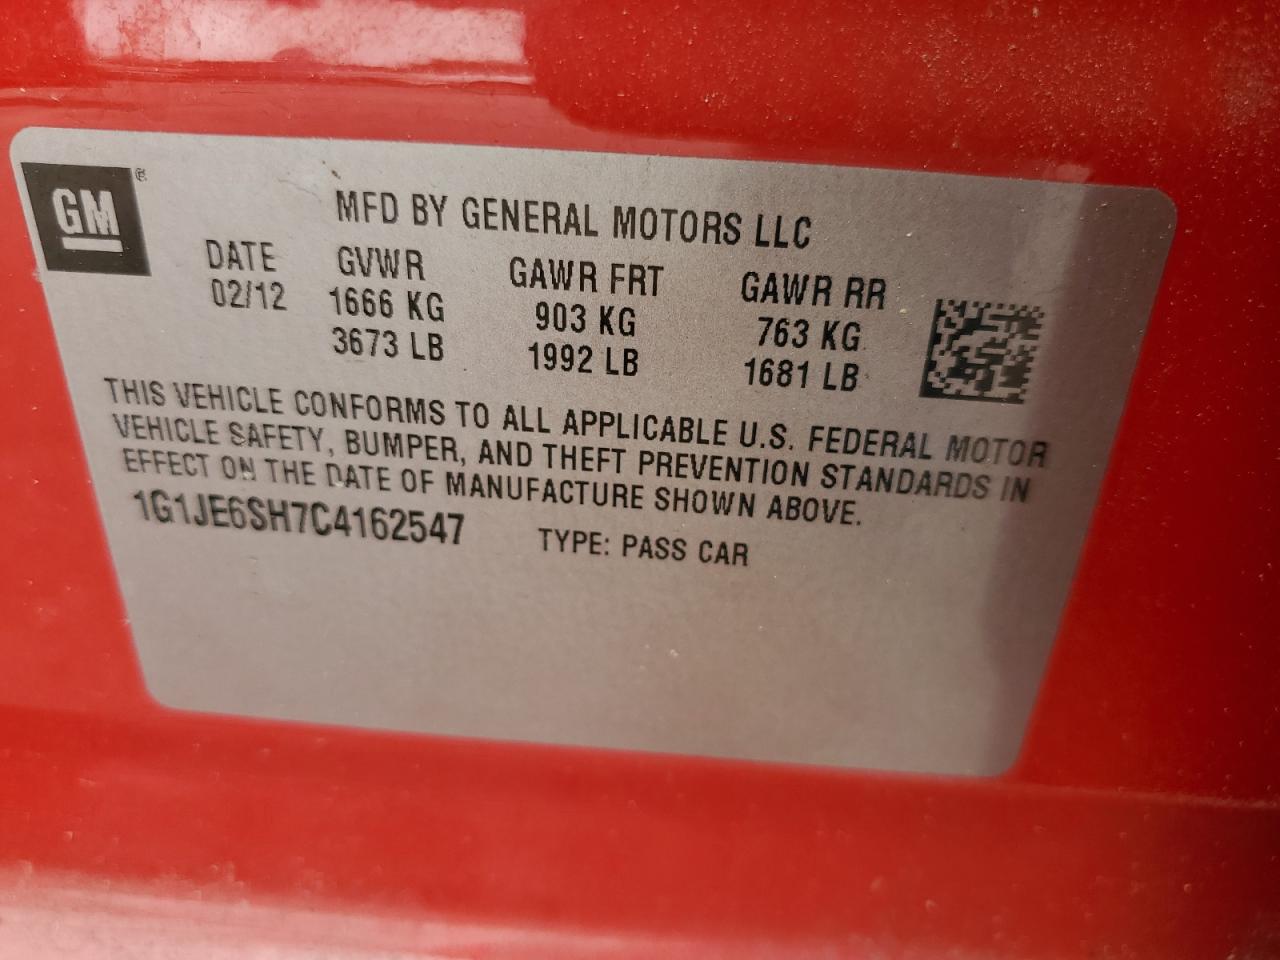 GM ®
MFD BY GENERAL MOTORS LLC
DATE GVWR GAWR FRT GAWR RR
02/12 1666 KG 903 KG 763 KG
3673 LB 1992 LB 1681 LB
THIS VEHICLE CONFORMS TO ALL APPLICABLE U.S. FEDERAL MOTOR
VEHICLE SAFETY, BUMPER, AND THEFT PREVENTION STANDARDS IN
EFFECT ON THE DATE OF MANUFACTURE SHOWN ABOVE.
1G1JE6SH7C4162547 TYPE: PASS CAR